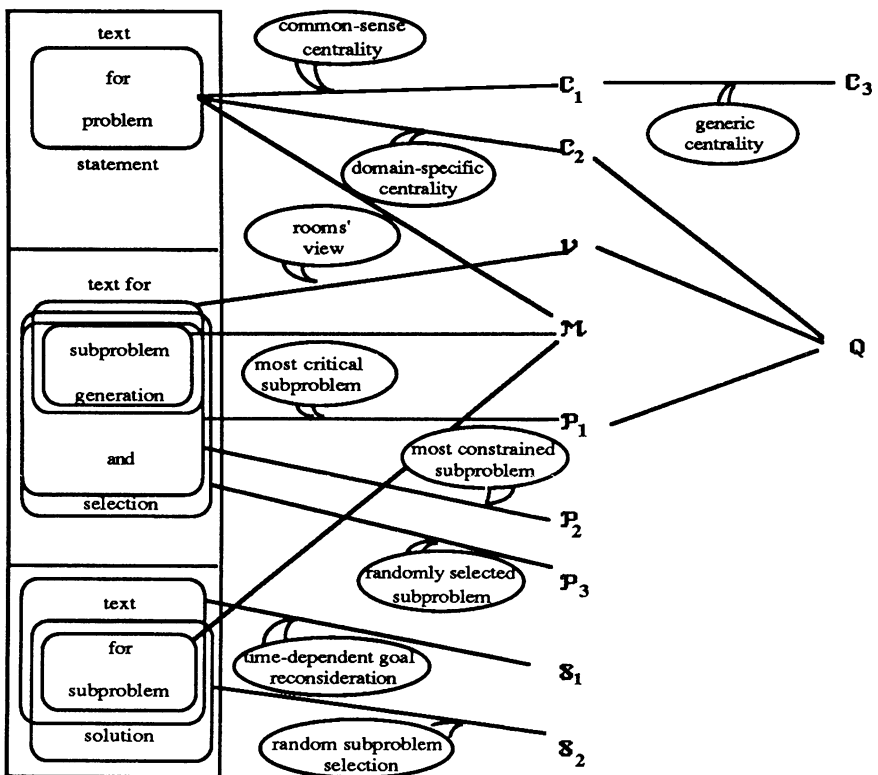 text
for
problem
statement
common-sense
centrality
C1
C3
generic
centrality
C2
domain-specific
centrality
rooms'
view
V
text for
subproblem
generation
and
selection
M
Q
most critical
subproblem
P1
most constrained
subproblem
P2
randomly selected
subproblem
P3
text
for
subproblem
solution
time-dependent goal
reconsideration
S1
random subproblem
selection
S2